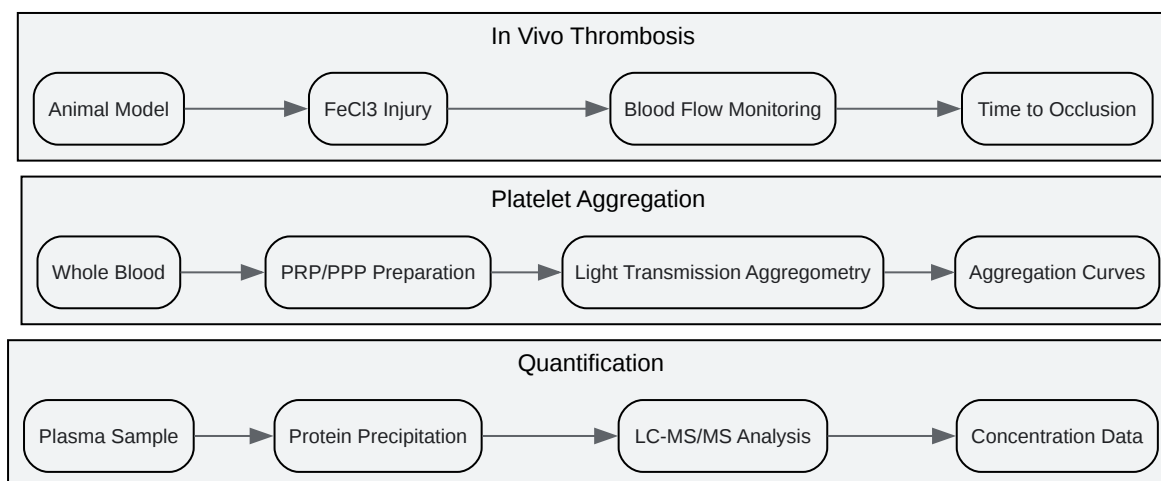 In Vivo Thrombosis
Animal Model
FeCl3 Injury
Blood Flow Monitoring
Time to Occlusion
Platelet Aggregation
Whole Blood
PRP/PPP Preparation
Light Transmission Aggregometry
Aggregation Curves
Quantification
Plasma Sample
Protein Precipitation
LC-MS/MS Analysis
Concentration Data